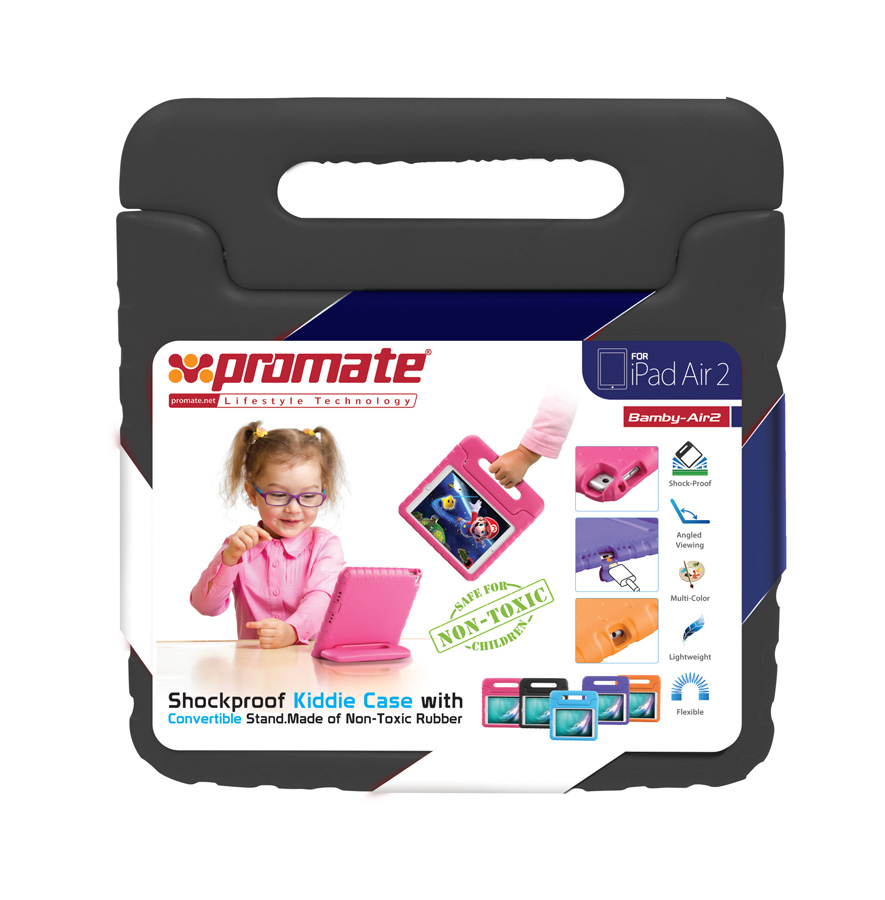 promate®
promate.net Lifestyle Technology
FOR
iPad Air 2
Bamby-Air2
Shock-Proof
Angled
Viewing
Multi-Color
Lightweight
Flexible
SAFE FOR
NON-TOXIC
CHILDREN
Shockproof Kiddie Case with
Convertible Stand.Made of Non-Toxic Rubber